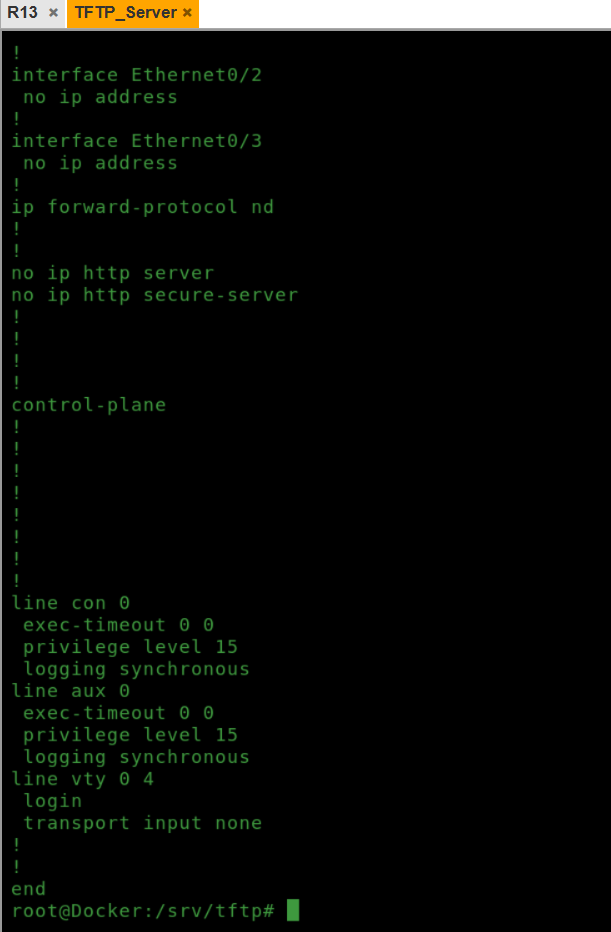 R13 × TFTP_Server ×
!
interface Ethernet0/2
 no ip address
!
interface Ethernet0/3
 no ip address
!
ip forward-protocol nd
!
!
no ip http server
no ip http secure-server
!
!
!
!
control-plane
!
!
!
!
!
!
!
!
line con 0
 exec-timeout 0 0
 privilege level 15
 logging synchronous
line aux 0
 exec-timeout 0 0
 privilege level 15
 logging synchronous
line vty 0 4
 login
 transport input none
!
!
end
root@Docker:/srv/tftp#